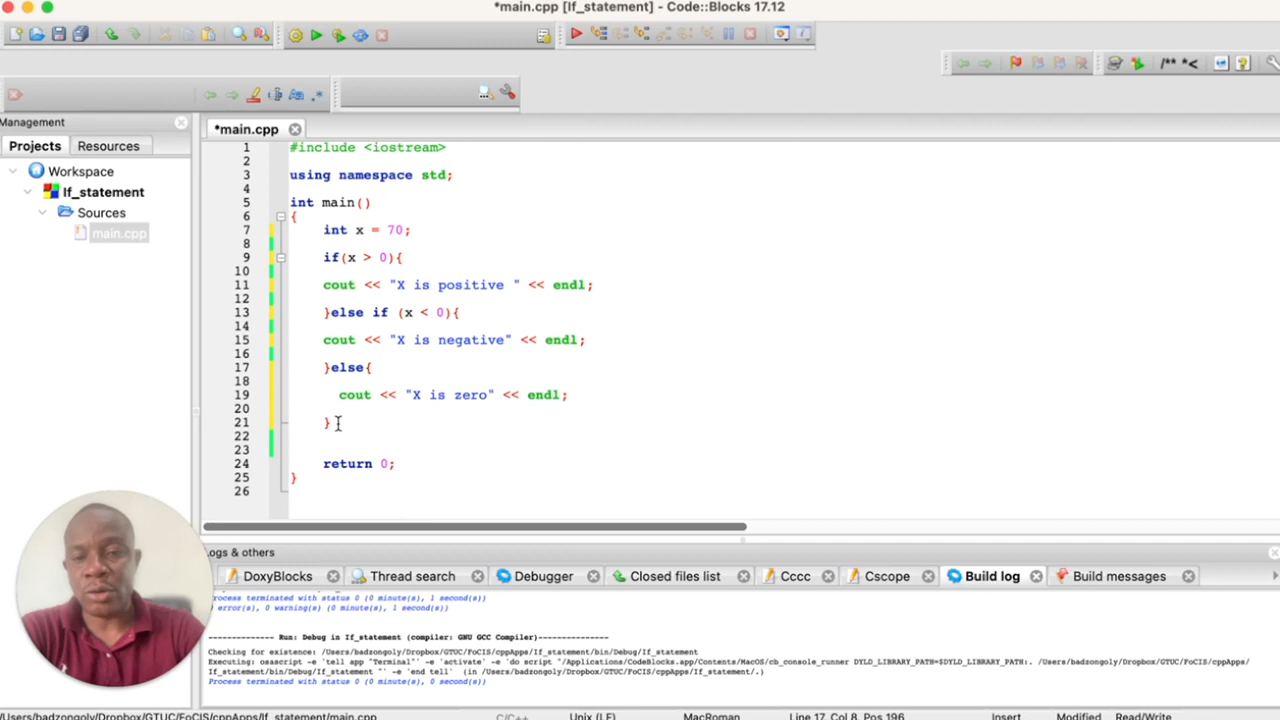 *main.cpp [If_statement] - Code::Blocks 17.12
/** *<
Management
Projects Resources
*main.cpp
Workspace
If_statement
Sources
main.cpp
1 #include <iostream>
2
3 using namespace std;
4
5 int main()
6 {
7 int x = 70;
8
9 if(x > 0){
10
11 cout << "X is positive " << endl;
12
13 }else if (x < 0){
14
15 cout << "X is negative" << endl;
16
17 }else{
18
19 cout << "X is zero" << endl;
20
21 }
22
23
24 return 0;
25 }
26
ogs & others
DoxyBlocks Thread search Debugger Closed files list Cccc Cscope Build log Build messages
rocess terminated with status 0 (0 minute(s), 1 second(s))
error(s), 0 warning(s) (0 minute(s), 1 second(s))
-------------- Run: Debug in If_statement (compiler: GNU GCC Compiler)---------------
Checking for existence: /Users/badzongoly/Dropbox/GTUC/FoCIS/cppApps/If_statement/bin/Debug/If_statement
Executing: osascript -e 'tell app "Terminal"' -e 'activate' -e 'do script "/Applications/CodeBlocks.app/Contents/MacOS/cb_console_runner DYLD_LIBRARY_PATH=$DYLD_LIBRARY_PATH:. /Users/badzongoly/Dropbox/GTUC/FoCIS/cppApps/
If_statement/bin/Debug/If_statement "' -e 'end tell' (in /Users/badzongoly/Dropbox/GTUC/FoCIS/cppApps/If_statement/.)
Process terminated with status 0 (0 minute(s), 0 second(s))
/Users/badzongoly/Dropbox/GTUC/FoCIS/cppApps/If_statement/main.cpp C/C++ Unix (LF) MacRoman Line 17, Col 8, Pos 196 Insert Modified Read/Write